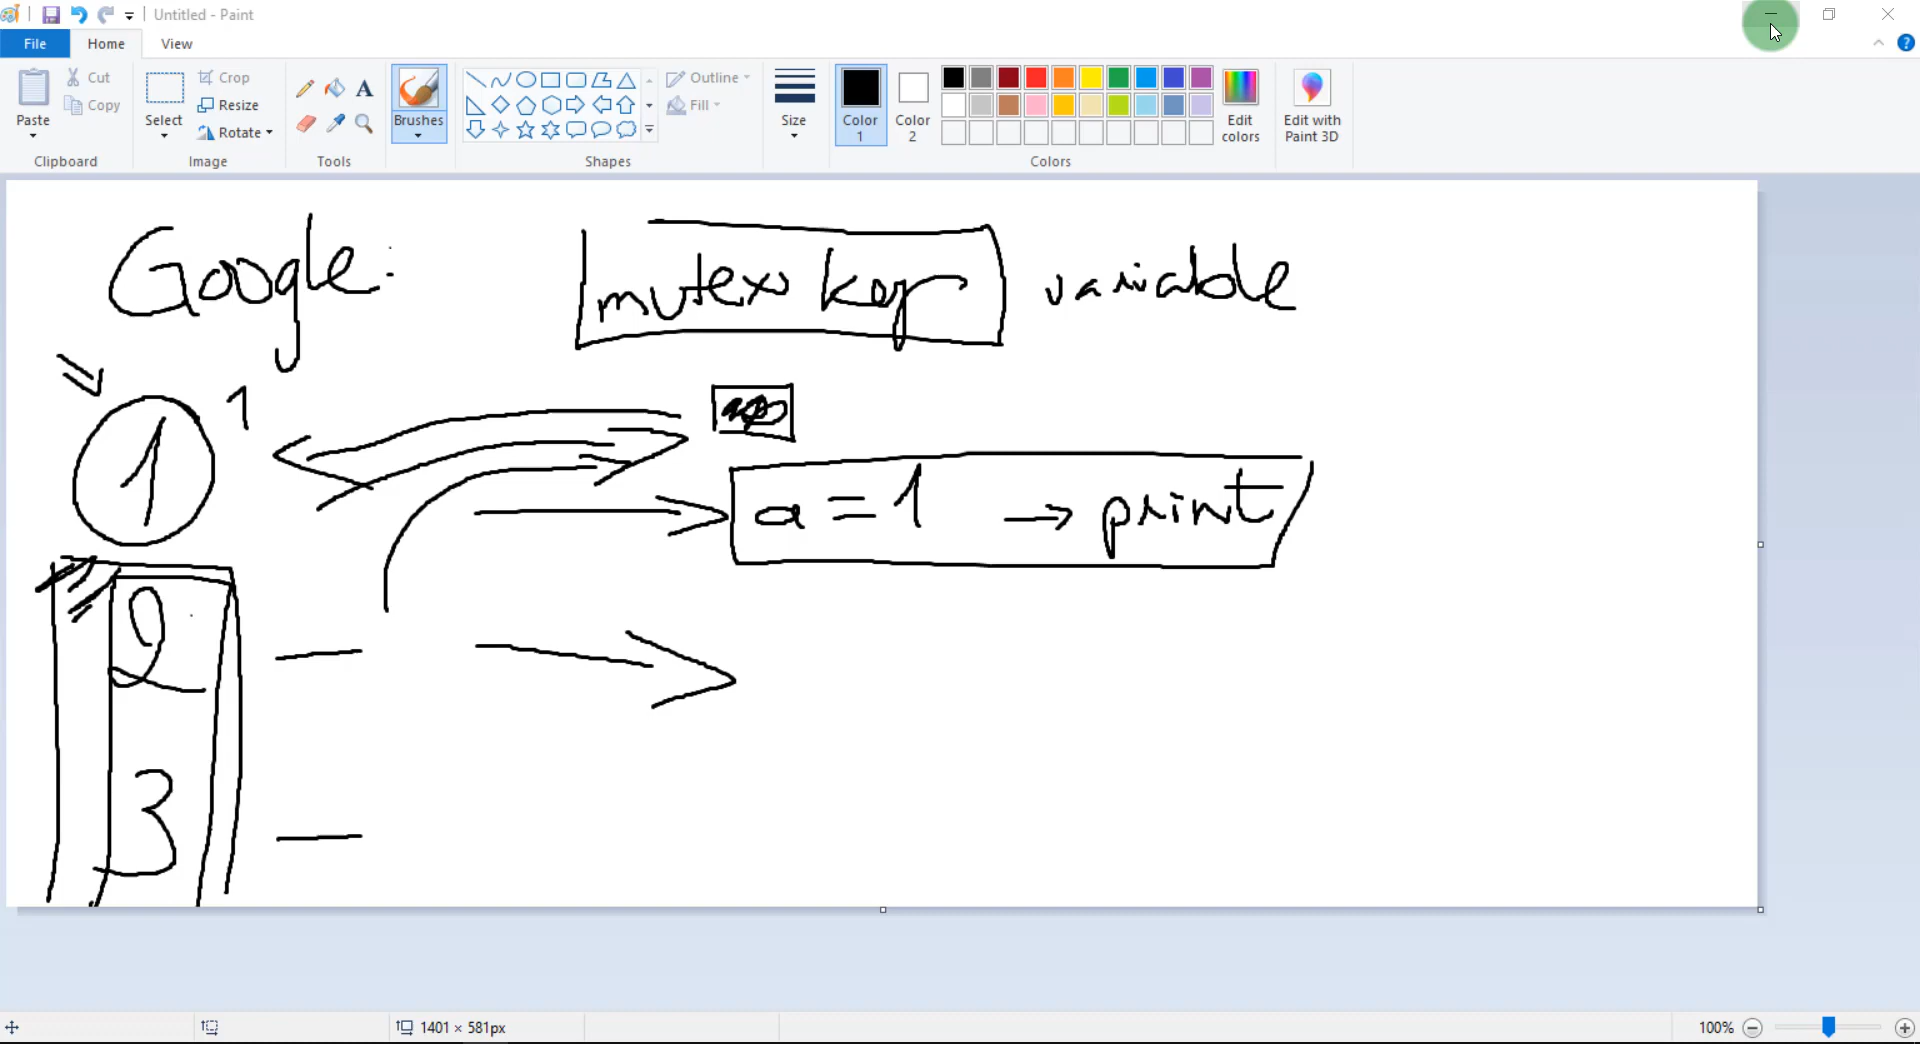 Untitled - Paint
File Home View
Paste
Cut
Copy
Clipboard
Select
Crop
Resize
Rotate
Image
Tools
Brushes
Shapes
Outline
Fill
Size
Color 1
Color 2
Colors
Edit colors
Edit with Paint 3D
Google: mutex key variable
1 1
a = 1 → print
2
3
1401 × 581px
100%